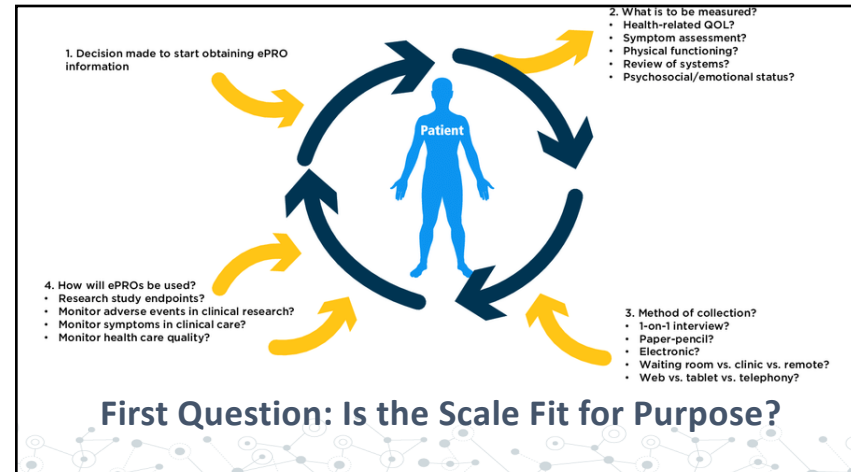 1. Decision made to start obtaining ePRO
information
2. What is to be measured?
• Health-related QOL?
• Symptom assessment?
• Physical functioning?
• Review of systems?
• Psychosocial/emotional status?
Patient
4. How will ePROs be used?
• Research study endpoints?
• Monitor adverse events in clinical research?
• Monitor symptoms in clinical care?
• Monitor health care quality?
3. Method of collection?
• 1-on-1 interview?
• Paper-pencil?
• Electronic?
• Waiting room vs. clinic vs. remote?
• Web vs. tablet vs. telephony?
First Question: Is the Scale Fit for Purpose?